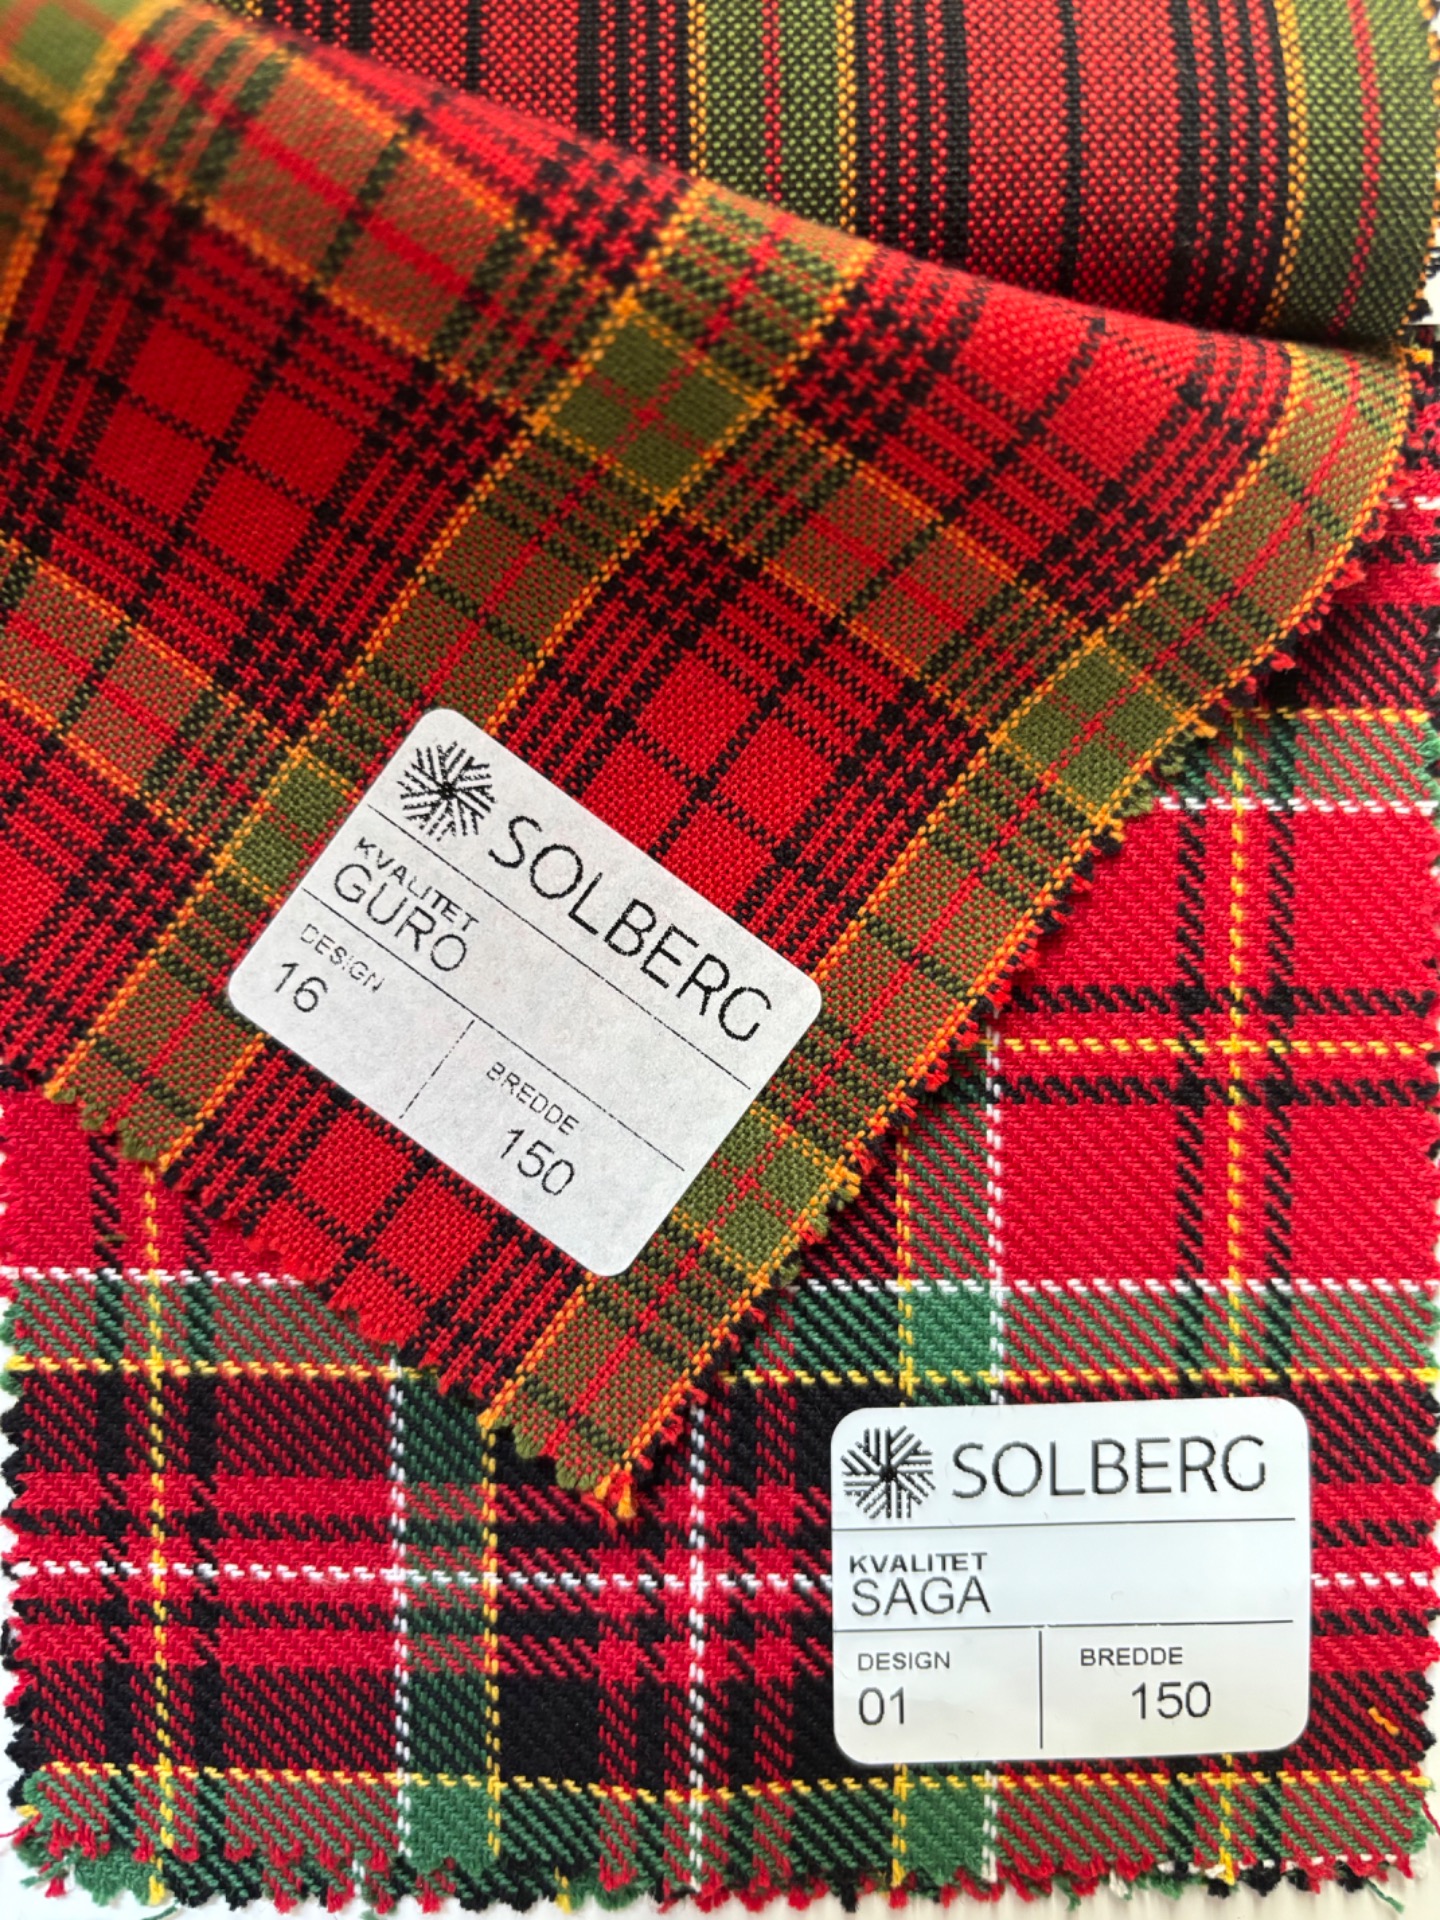 SOLBERG
KVALITET
GURO
DESIGN
16
BREDDE
150
SOLBERG
KVALITET
SAGA
DESIGN
01
BREDDE
150